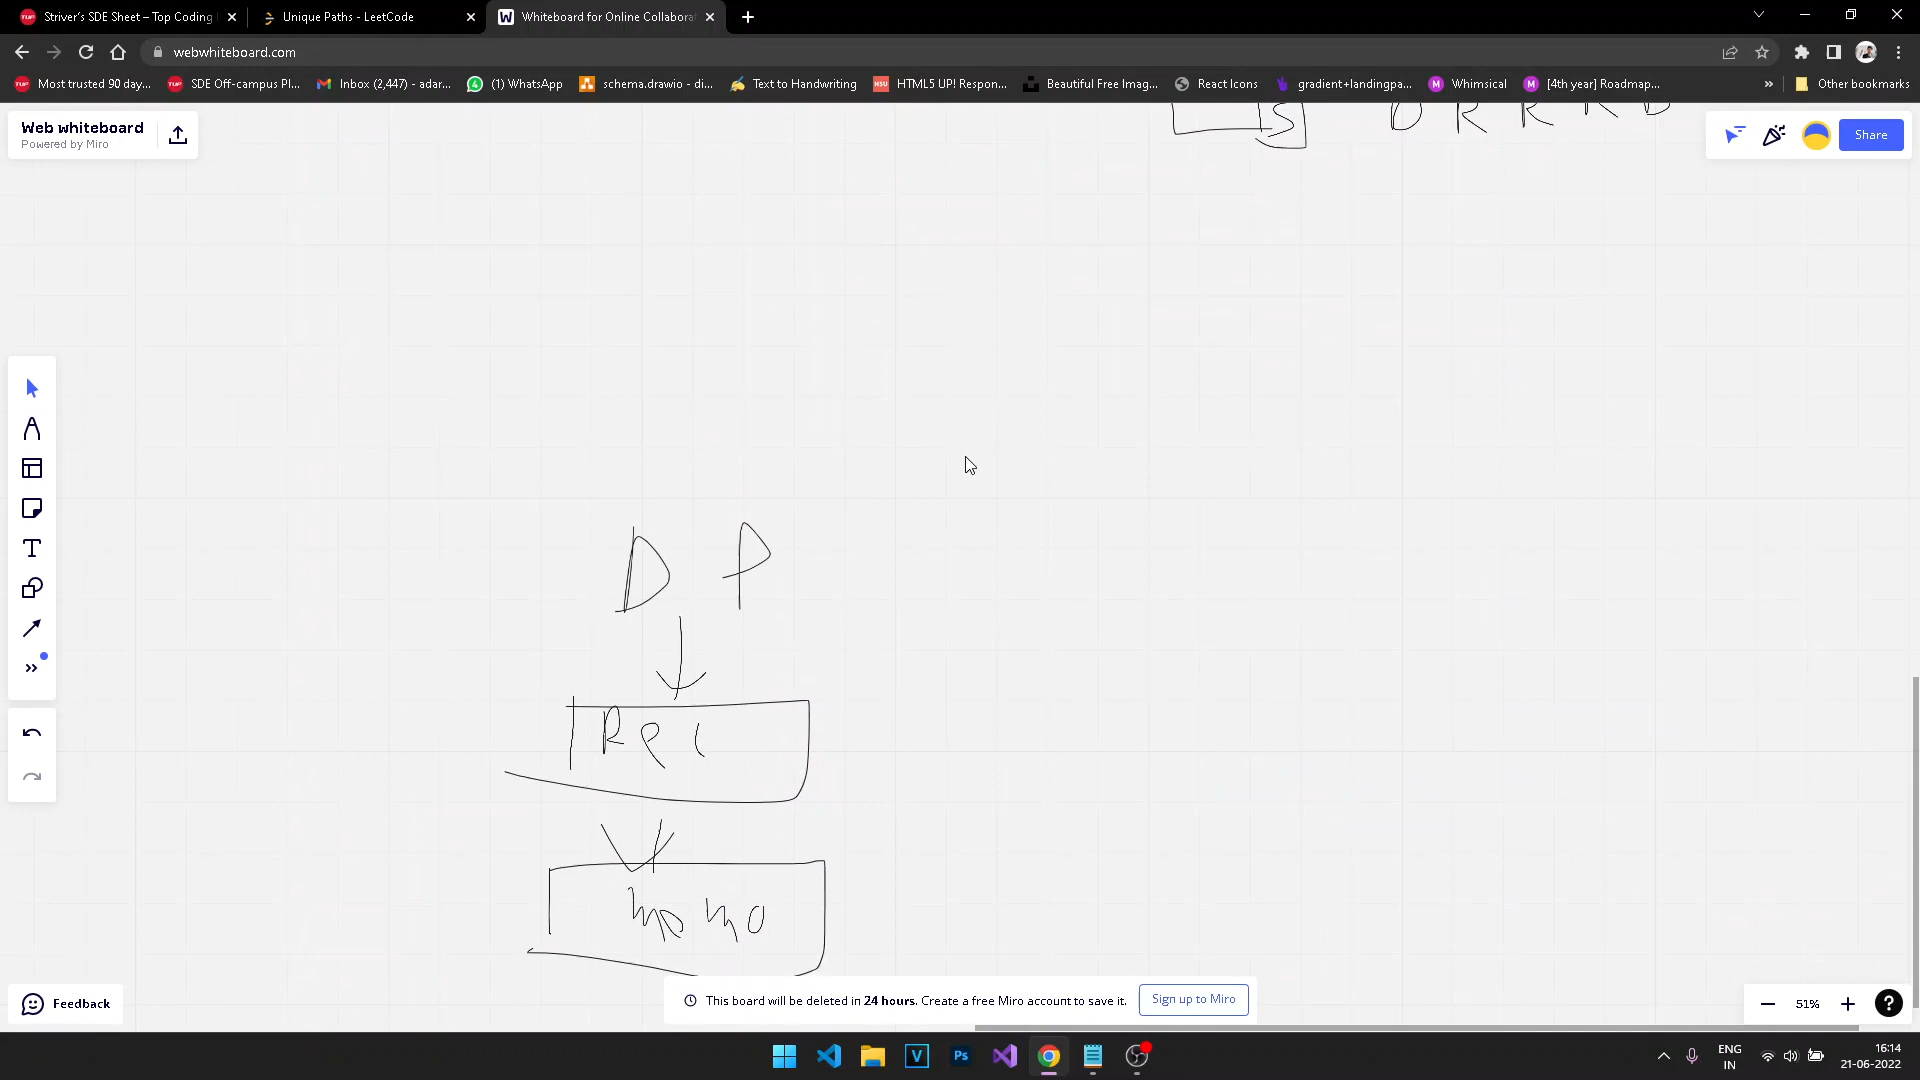 Striver's SDE Sheet – Top Coding
Unique Paths - LeetCode
Whiteboard for Online Collabora
webwhiteboard.com
Most trusted 90 day...
SDE Off-campus Pl...
Inbox (2,447) - adar...
(1) WhatsApp
schema.drawio - di...
Text to Handwriting
HTML5 UP! Respon...
Beautiful Free Imag...
React Icons
gradient+landingpa...
Whimsical
[4th year] Roadmap...
»
Other bookmarks
Web whiteboard
Powered by Miro
Share
S
D P
Rec
memo
Feedback
This board will be deleted in 24 hours. Create a free Miro account to save it.
Sign up to Miro
51%
ENG
IN
16:14
21-06-2022